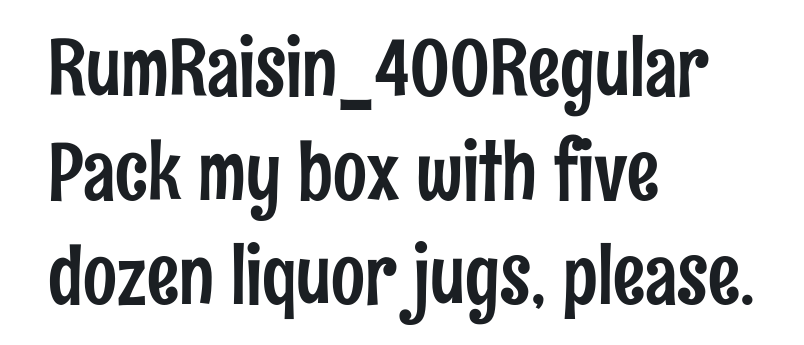 RumRaisin_400Regular
Pack my box with five
dozen liquor jugs, please.